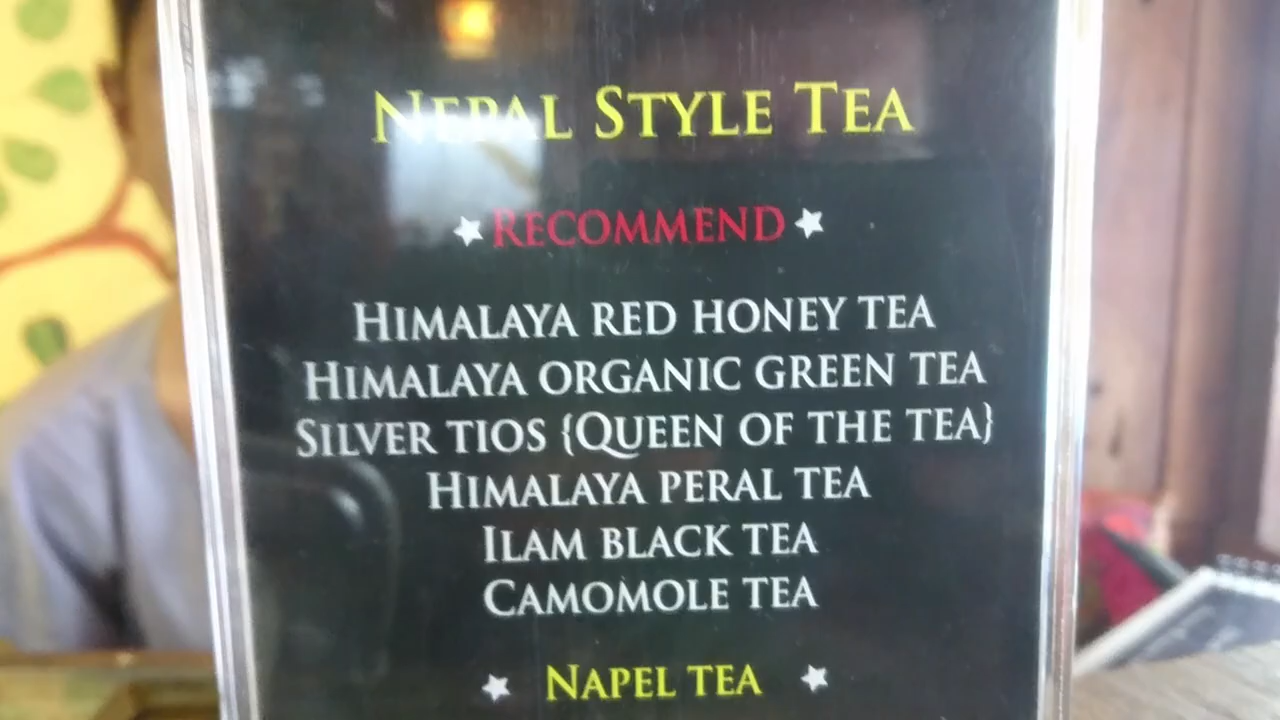 NEPAL STYLE TEA
RECOMMEND
HIMALAYA RED HONEY TEA
HIMALAYA ORGANIC GREEN TEA
SILVER TIOS {QUEEN OF THE TEA}
HIMALAYA PERAL TEA
ILAM BLACK TEA
CAMOMOLE TEA
NAPEL TEA